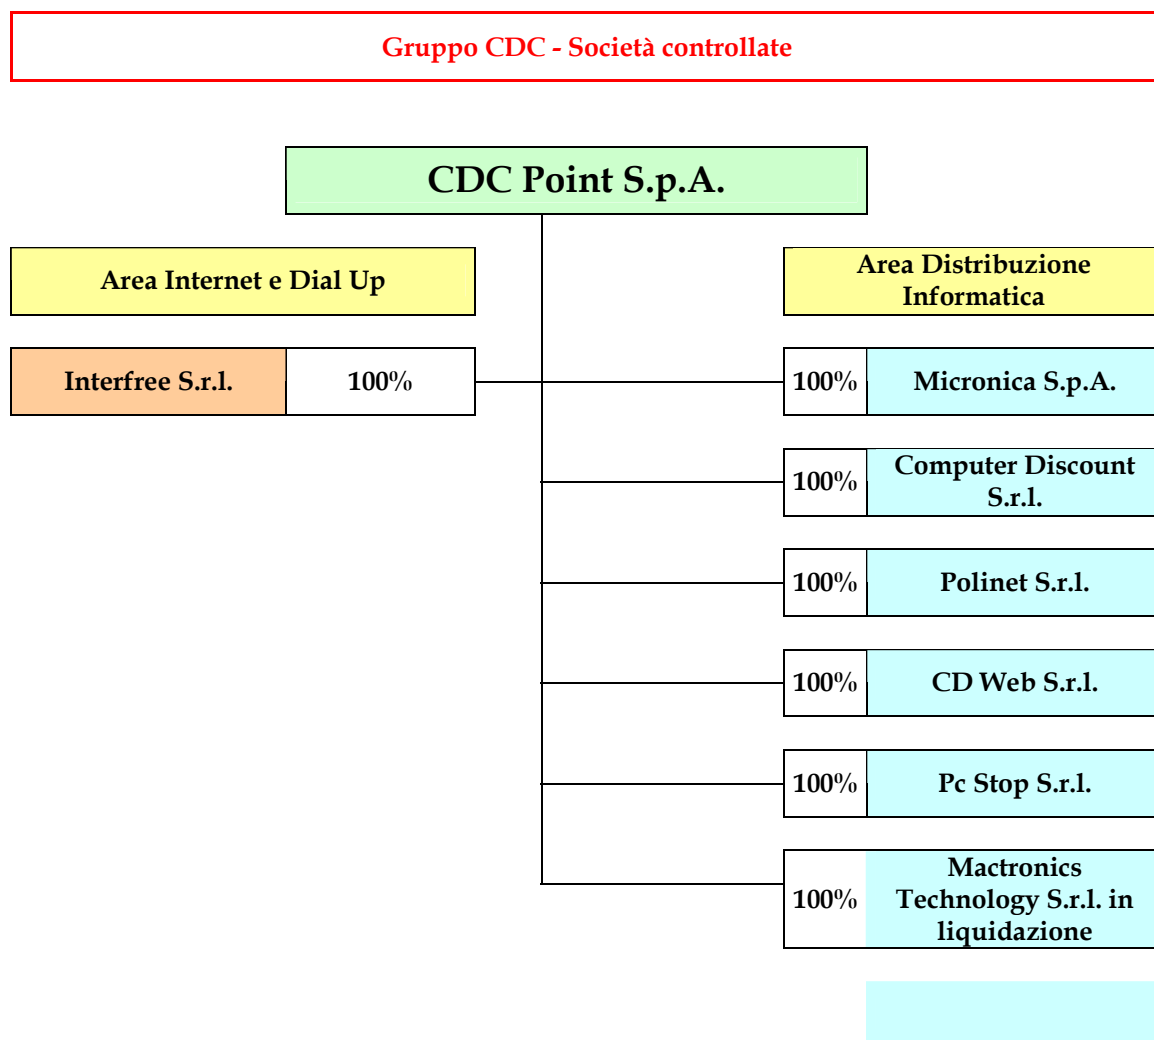 Gruppo CDC - Società controllate
CDC Point S.p.A.
Area Internet e Dial Up
Area Distribuzione
Informatica
Interfree S.r.l.
100%
100%
Micronica S.p.A.
100%
Computer Discount
S.r.l.
100%
Polinet S.r.l.
100%
CD Web S.r.l.
100%
Pc Stop S.r.l.
100%
Mactronics
Technology S.r.l. in
liquidazione